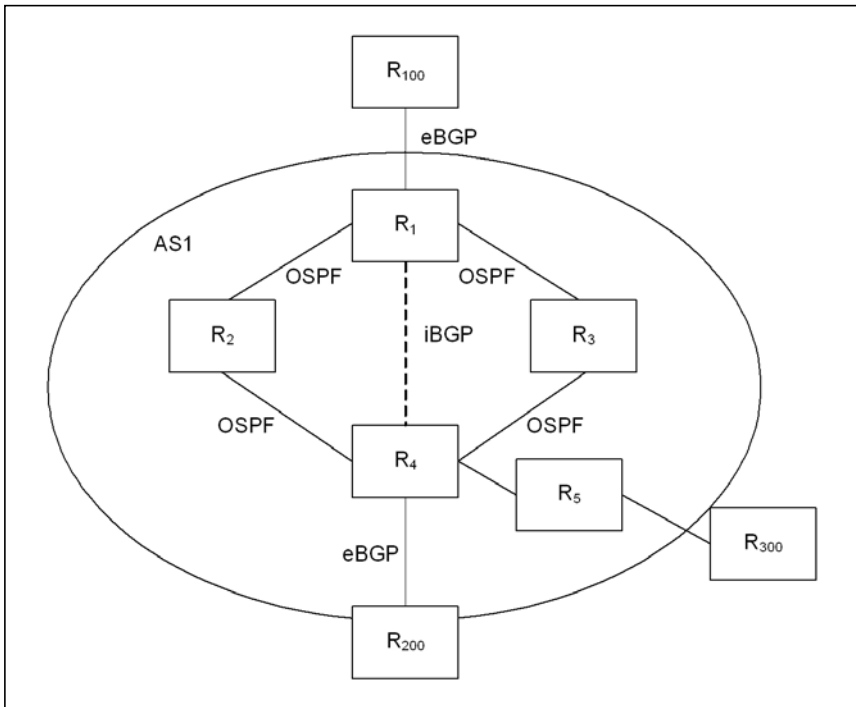 R100
eBGP
R1
AS1
OSPF
OSPF
R2
iBGP
R3
OSPF
OSPF
R4
R5
eBGP
R300
R200